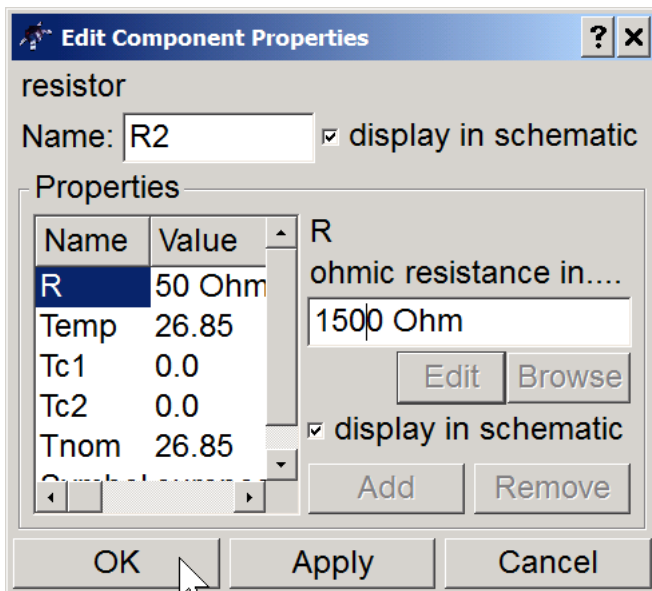 Edit Component Properties
resistor
Name: R2 display in schematic
Properties
Name Value
R 50 Ohm
Temp 26.85
Tc1 0.0
Tc2 0.0
Tnom 26.85
R
ohmic resistance in....
1500 Ohm
Edit Browse
display in schematic
Add Remove
OK Apply Cancel